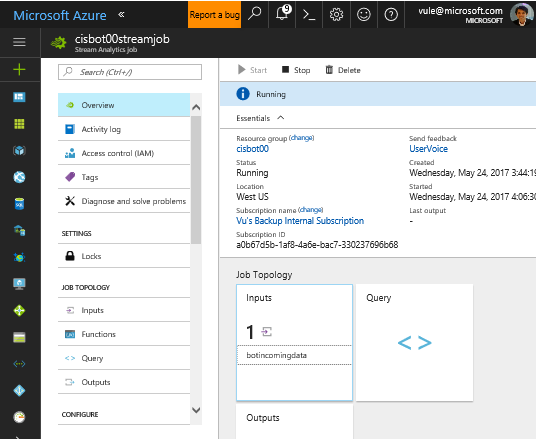 Microsoft Azure «
Report a bug
9
vule@microsoft.com
MICROSOFT
cisbot00streamjob
Stream Analytics job
Search (Ctrl+/)
Overview
Activity log
Access control (IAM)
Tags
Diagnose and solve problems
SETTINGS
Locks
JOB TOPOLOGY
Inputs
Functions
Query
Outputs
CONFIGURE
Start Stop Delete
Running
Essentials
Resource group (change)
cisbot00
Status
Running
Location
West US
Subscription name (change)
Vu's Backup Internal Subscription
Subscription ID
a0b67d5b-1af8-4a6e-bac7-330237696b68
Send feedback
UserVoice
Created
Wednesday, May 24, 2017 3:44:19
Started
Wednesday, May 24, 2017 4:06:30
Last output
-
Job Topology
Inputs
1
botincomingdata
Query
< >
Outputs